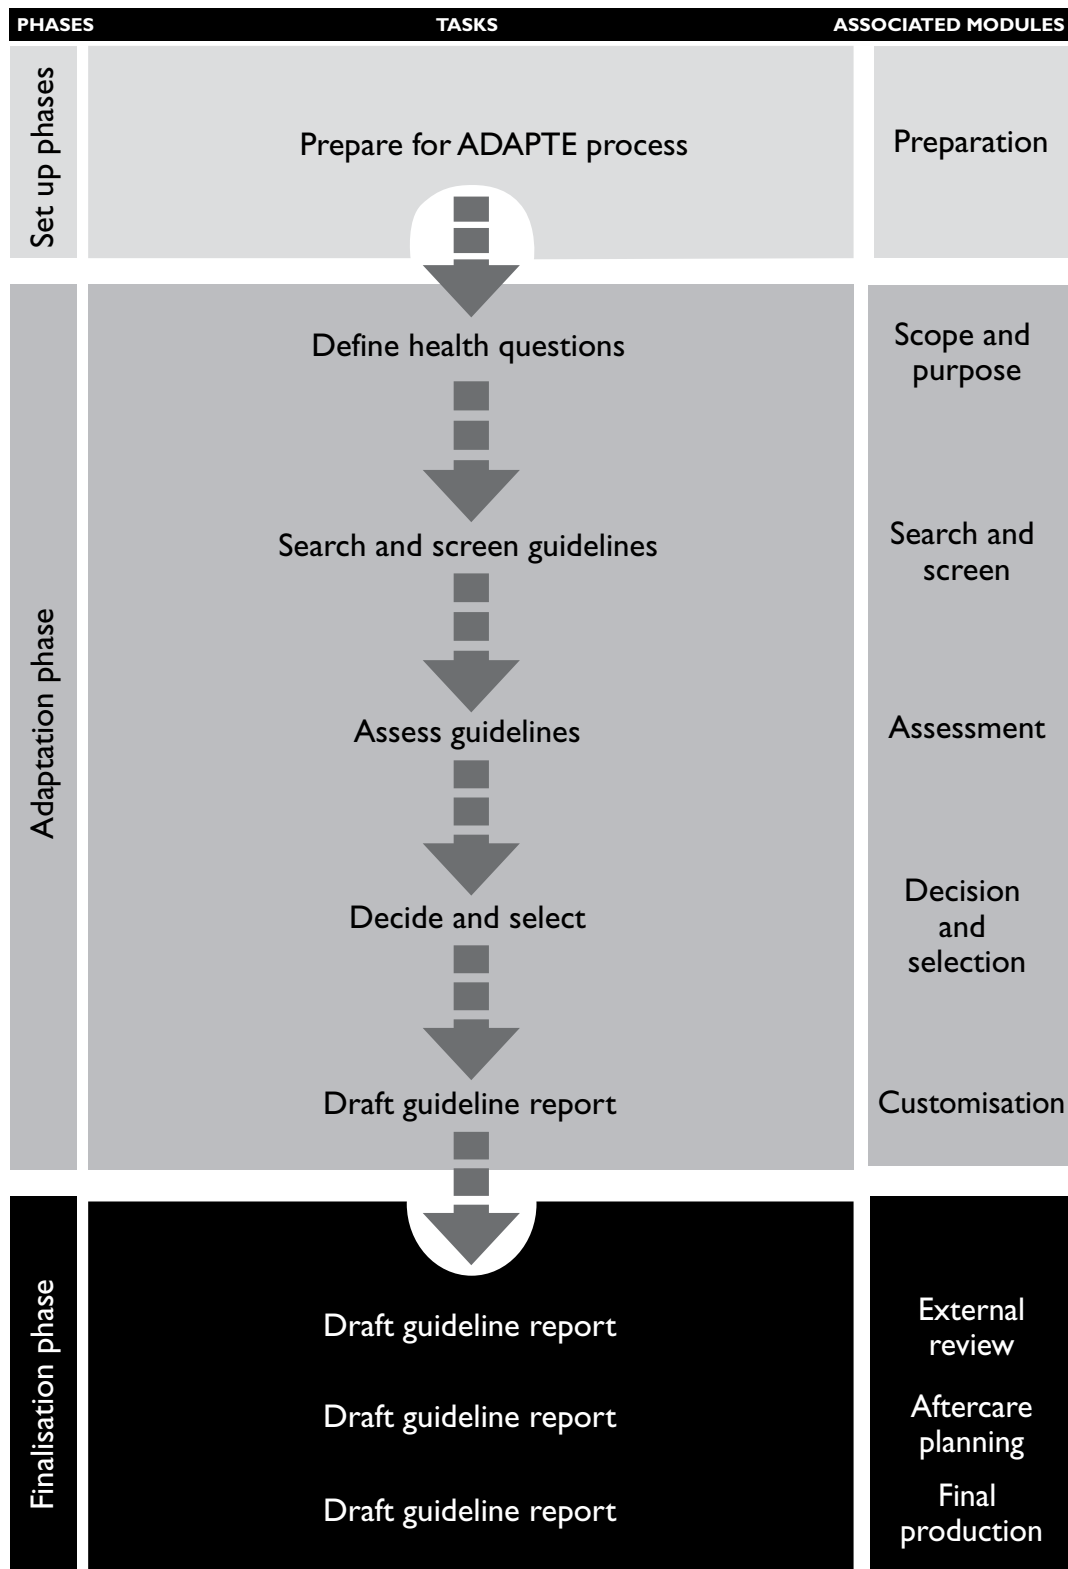 PHASES TASKS ASSOCIATED MODULES
Set up phases
Prepare for ADAPTE process
Preparation
Adaptation phase
Define health questions
Scope and
purpose
Search and screen guidelines
Search and
screen
Assess guidelines
Assessment
Decide and select
Decision
and
selection
Draft guideline report
Customisation
Finalisation phase
Draft guideline report
External
review
Draft guideline report
Aftercare
planning
Draft guideline report
Final
production